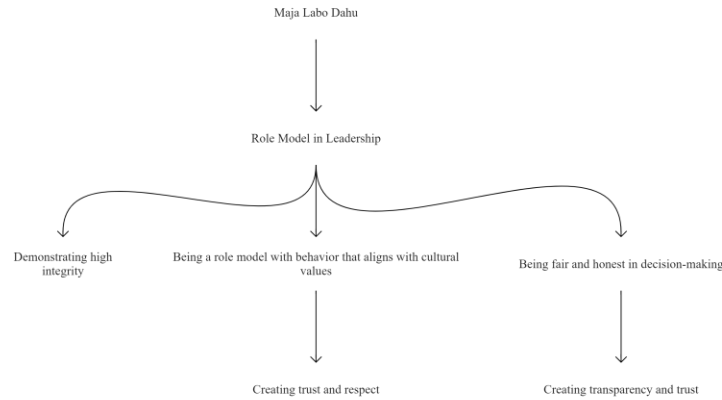 Maja Labo Dahu
Role Model in Leadership
Demonstrating high
integrity
Being a role model with behavior that aligns with cultural
values
Being fair and honest in decision-making
Creating trust and respect
Creating transparency and trust